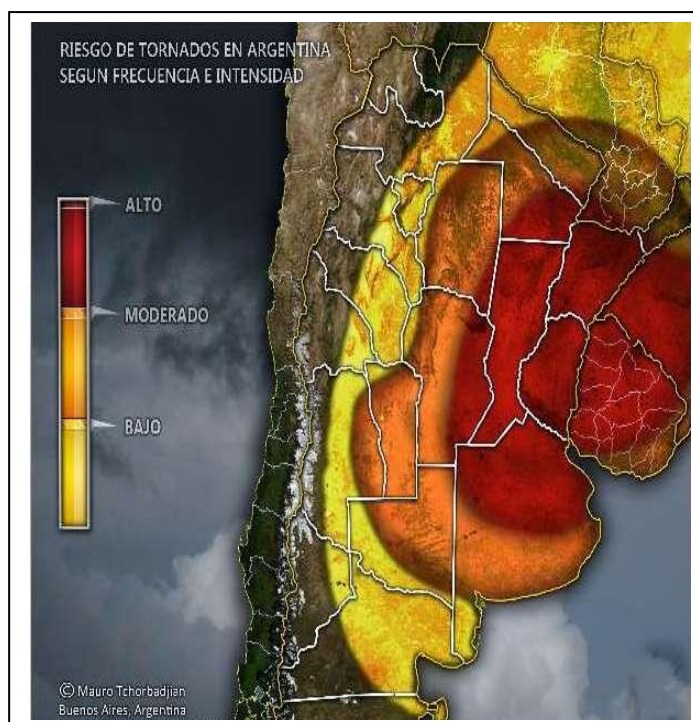 RIESGO DE TORNADOS EN ARGENTINA
SEGUN FRECUENCIA E INTENSIDAD
ALTO
MODERADO
BAJO
© Mauro Tchorbadjian
Buenos Aires, Argentina